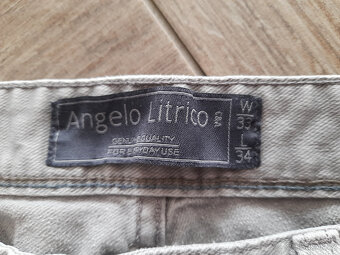 Angelo Litrico C&A
GENUINE QUALITY
FOR EVERYDAY USE
W
33
L
34